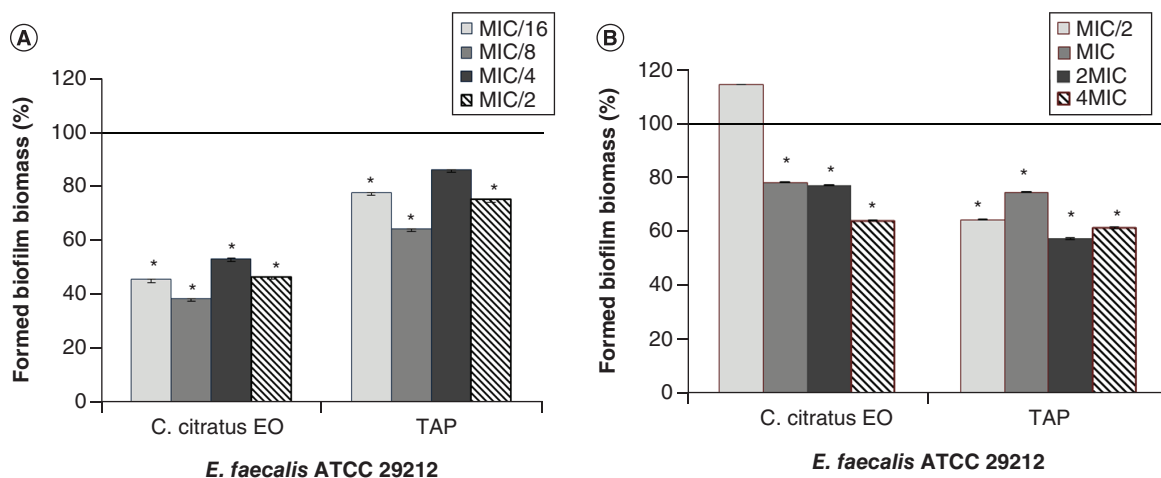 A
MIC/16
MIC/8
MIC/4
MIC/2
Formed biofilm biomass (%)
120
100
80
60
40
20
0
*
*
*
*
*
*
*
C. citratus EO
TAP
E. faecalis ATCC 29212
B
MIC/2
MIC
2MIC
4MIC
Formed biofilm biomass (%)
120
100
80
60
40
20
0
*
*
*
*
*
*
*
C. citratus EO
TAP
E. faecalis ATCC 29212